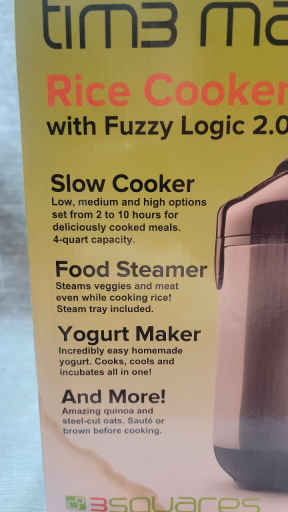 tim3 ma
Rice Cooker
with Fuzzy Logic 2.0
Slow Cooker
Low, medium and high options
set from 2 to 10 hours for
deliciously cooked meals.
4-quart capacity.
Food Steamer
Steams veggies and meat
even while cooking rice!
Steam tray included.
Yogurt Maker
Incredibly easy homemade
yogurt. Cooks, cools and
incubates all in one!
And More!
Amazing quinoa and
steel-cut oats. Sauté or
brown before cooking.
3squares